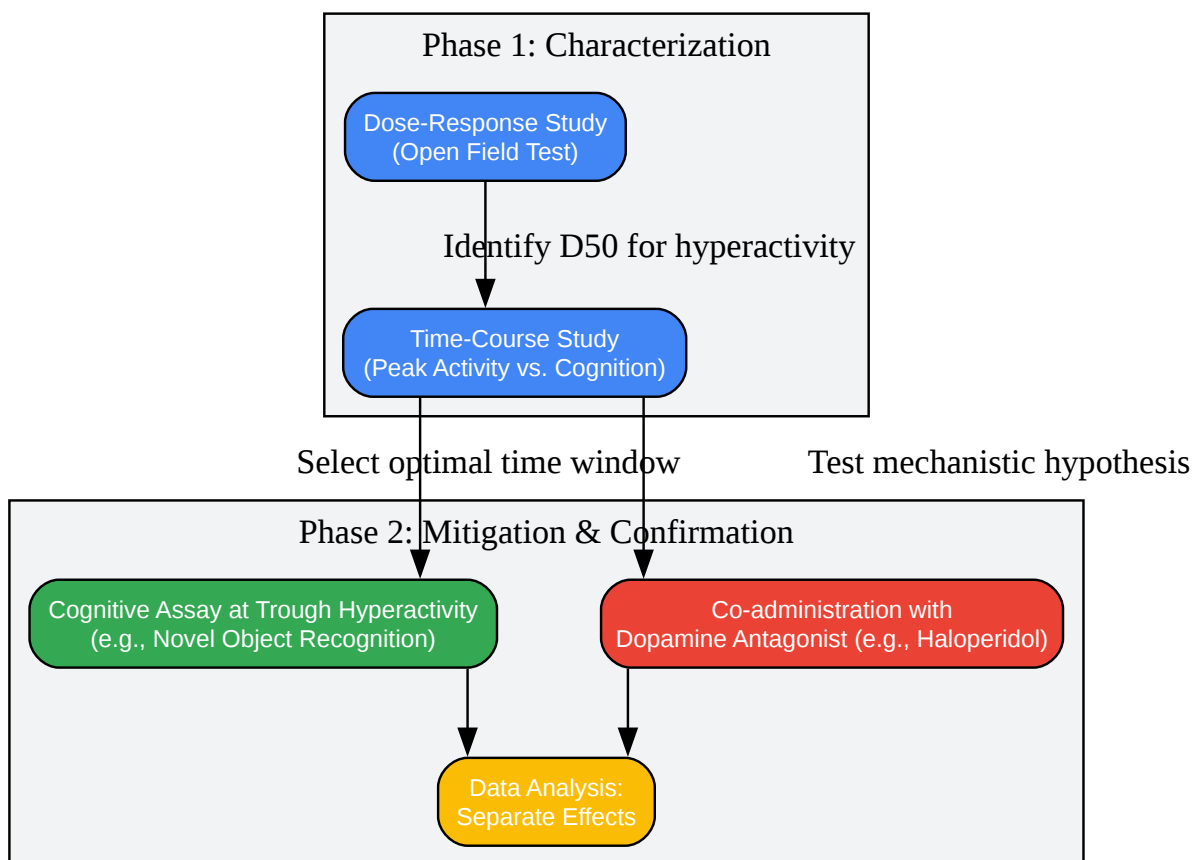 Phase 1: Characterization
Dose-Response Study
(Open Field Test)
Identify D50 for hyperactivity
Time-Course Study
(Peak Activity vs. Cognition)
Select optimal time window
Test mechanistic hypothesis
Phase 2: Mitigation & Confirmation
Cognitive Assay at Trough Hyperactivity
(e.g., Novel Object Recognition)
Co-administration with
Dopamine Antagonist (e.g., Haloperidol)
Data Analysis:
Separate Effects